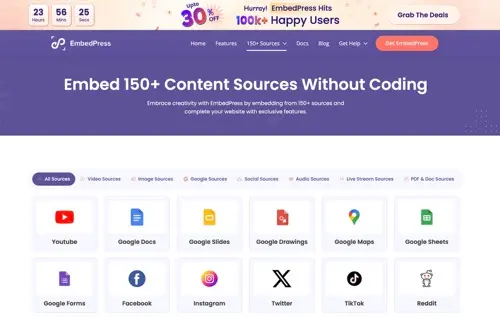 23 Hours
56 Mins
25 Secs
Upto
30% OFF
Hurray! EmbedPress Hits
100k+ Happy Users
Grab The Deals
EmbedPress
Home
Features
150+ Sources
Docs
Blog
Get Help
Get EmbedPress
Embed 150+ Content Sources Without Coding
Embrace creativity with EmbedPress by embedding from 150+ sources and
complete your website with exclusive features.
All Sources
Video Sources
Image Sources
Google Sources
Social Sources
Audio Sources
Live Stream Sources
PDF & Doc Sources
Youtube
Google Docs
Google Slides
Google Drawings
Google Maps
Google Sheets
Google Forms
Facebook
Instagram
Twitter
TikTok
Reddit